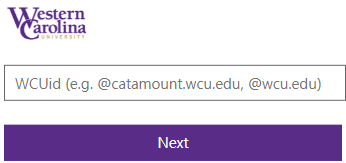 Western
Carolina
UNIVERSITY
WCUid (e.g. @catamount.wcu.edu, @wcu.edu)
Next